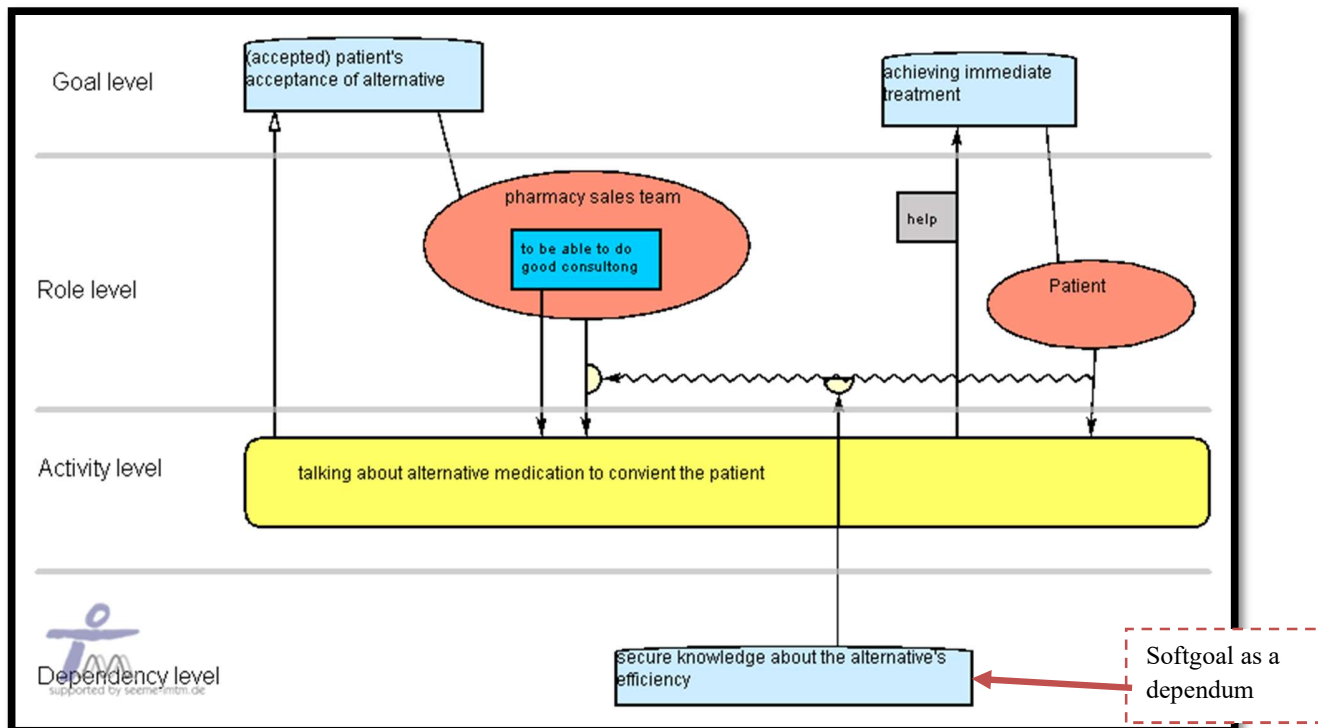 (accepted) patient's
acceptance of alternative
Goal level
achieving immediate
treatment
pharmacy sales team
help
to be able to do
good consultong
Role level
Patient
Activity level
talking about alternative medication to convient the patient
secure knowledge about the alternative's
efficiency
Dependency level
supported by seeme-imtm.de
Softgoal as a
dependum